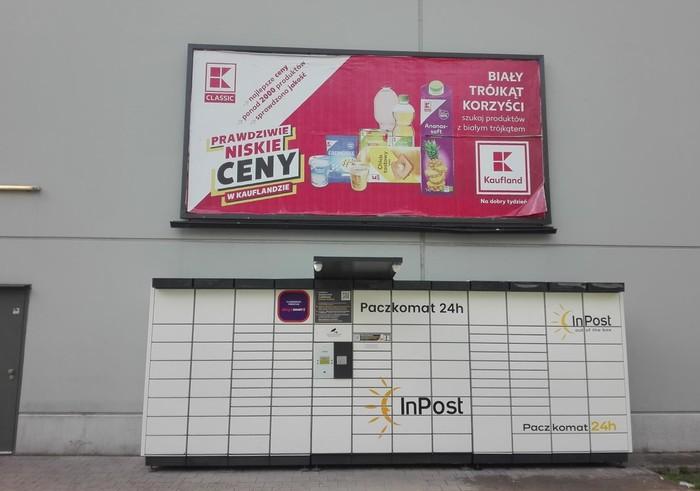 K
CLASSIC
najlepsze ceny
ponad 2000 produktów
sprawdzona jakość
BIAŁY
TRÓJKĄT
KORZYŚCI
szukaj produktów
z białym trójkątem
PRAWDZIWIE
NISKIE
CENY
W KAUFLANDZIE
Ananas-
saft
Kaufland
Na dobry tydzień
Paczkomat 24h
InPost
out of the box
InPost
Paczkomat 24h